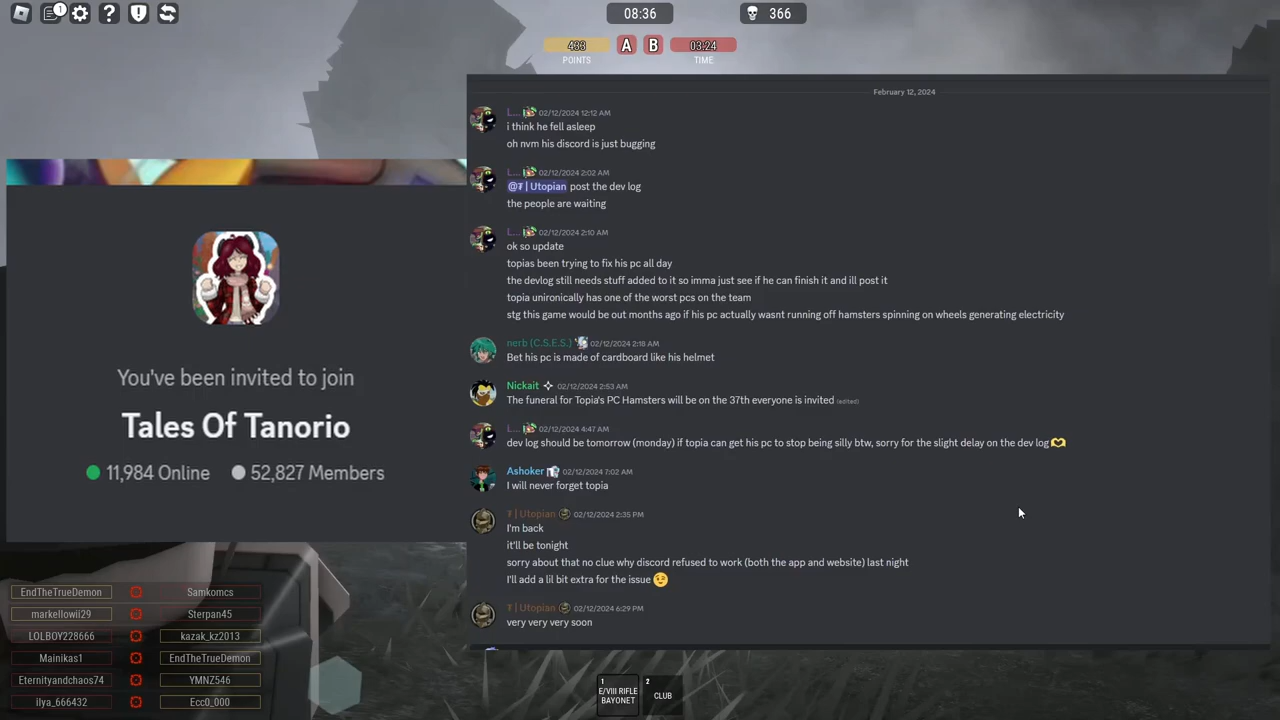 1
08:36
366
433
A
B
03:24
POINTS
TIME
February 12, 2024
L... 02/12/2024 12:12 AM
i think he fell asleep
oh nvm his discord is just bugging
L... 02/12/2024 2:02 AM
@₮ | Utopian post the dev log
the people are waiting
L... 02/12/2024 2:10 AM
ok so update
topias been trying to fix his pc all day
the devlog still needs stuff added to it so imma just see if he can finish it and ill post it
topia unironically has one of the worst pcs on the team
stg this game would be out months ago if his pc actually wasnt running off hamsters spinning on wheels generating electricity
nerb (C.S.E.S.) 02/12/2024 2:18 AM
Bet his pc is made of cardboard like his helmet
Nickait 02/12/2024 2:53 AM
The funeral for Topia's PC Hamsters will be on the 37th everyone is invited (edited)
L... 02/12/2024 4:47 AM
dev log should be tomorrow (monday) if topia can get his pc to stop being silly btw, sorry for the slight delay on the dev log
Ashoker 02/12/2024 7:02 AM
I will never forget topia
₮ | Utopian 02/12/2024 2:35 PM
I'm back
it'll be tonight
sorry about that no clue why discord refused to work (both the app and website) last night
I'll add a lil bit extra for the issue
₮ | Utopian 02/12/2024 6:29 PM
very very very soon
You've been invited to join
Tales Of Tanorio
11,984 Online 52,827 Members
EndTheTrueDemon Samkomcs
markellowii29 Sterpan45
LOLBOY228666 kazak_kz2013
Mainikas1 EndTheTrueDemon
Eternityandchaos74 YMNZ546
ilya_666432 Ecc0_000
1
E/VIII RIFLE
BAYONET
2
CLUB